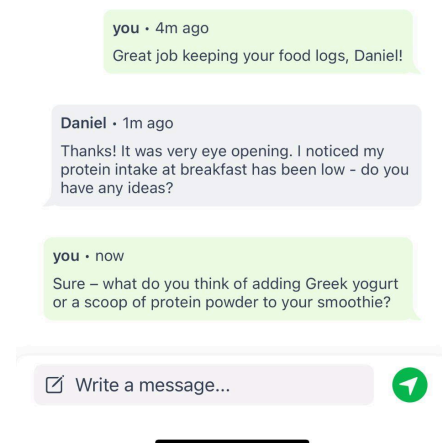 you • 4m ago
Great job keeping your food logs, Daniel!
Daniel • 1m ago
Thanks! It was very eye opening. I noticed my
protein intake at breakfast has been low - do you
have any ideas?
you • now
Sure – what do you think of adding Greek yogurt
or a scoop of protein powder to your smoothie?
Write a message...